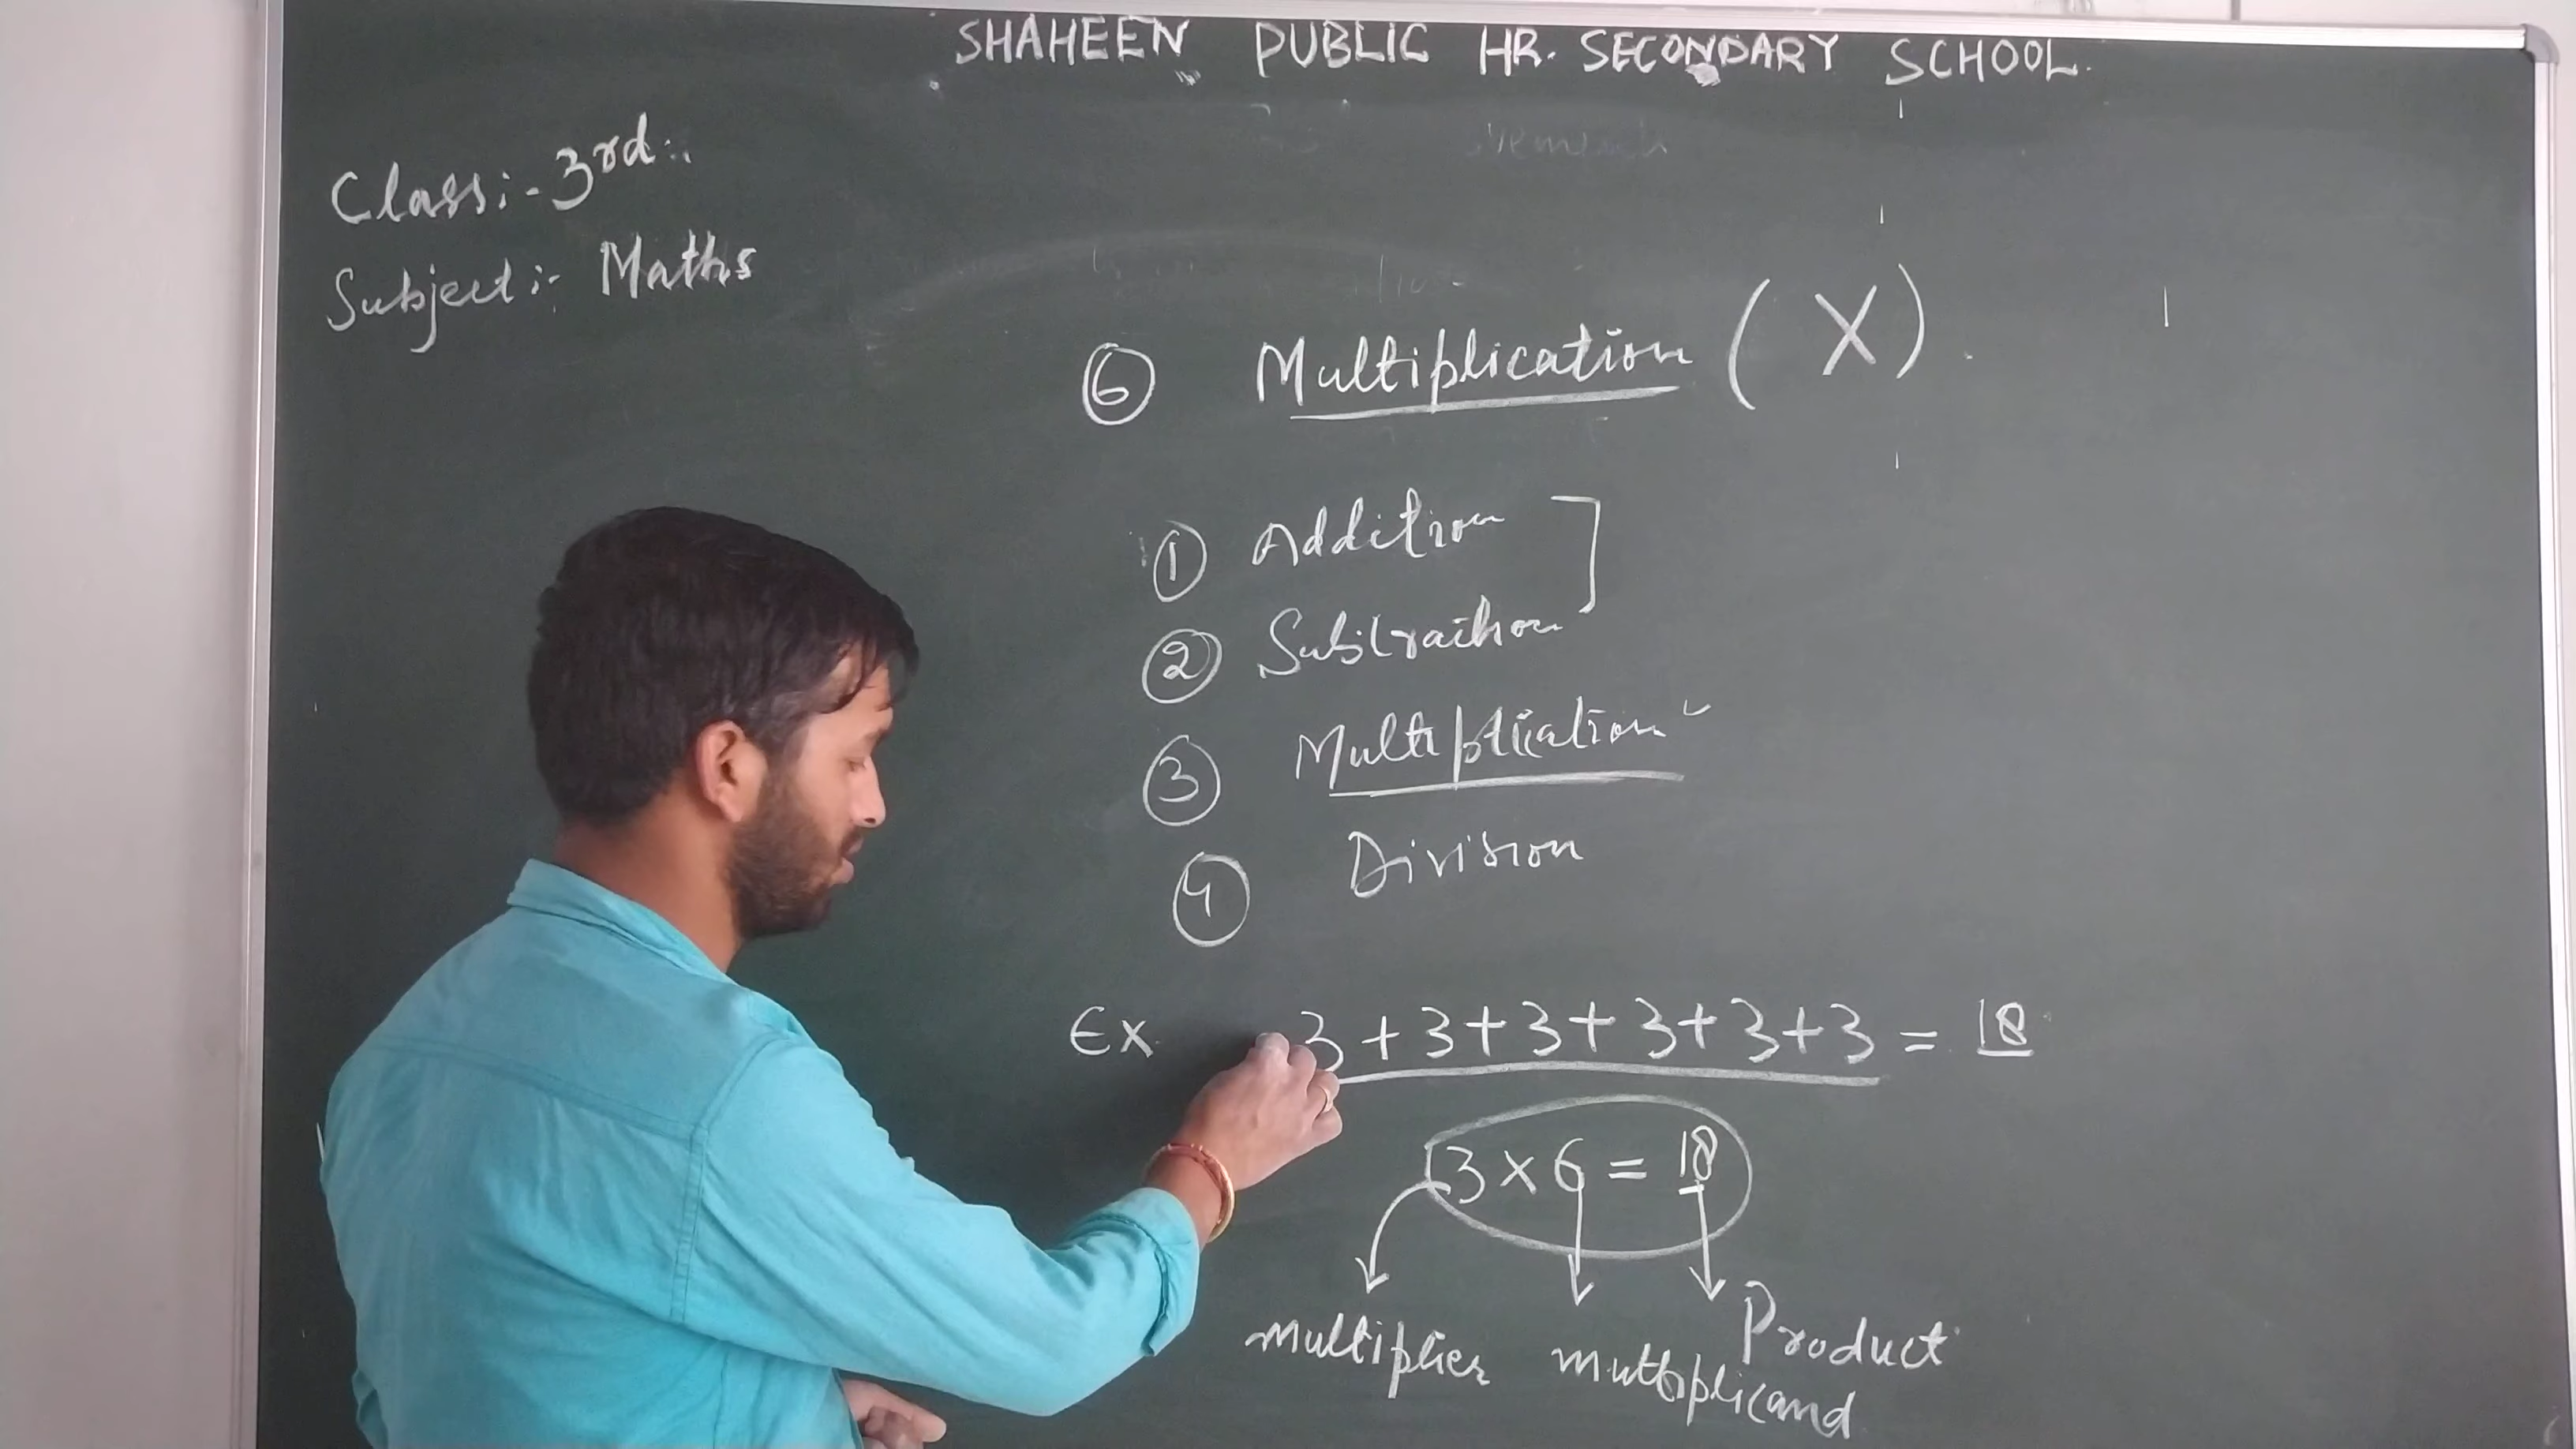 SHAHEEN PUBLIC HR. SECONDARY SCHOOL.
Class:- 3rd
Subject:- Maths
⑥ Multiplication (X)
① Addition
② Subtraction
③ Multiplication
④ Division
Ex 3+3+3+3+3+3 = 18
3×6 = 18
multiplier multiplicand Product